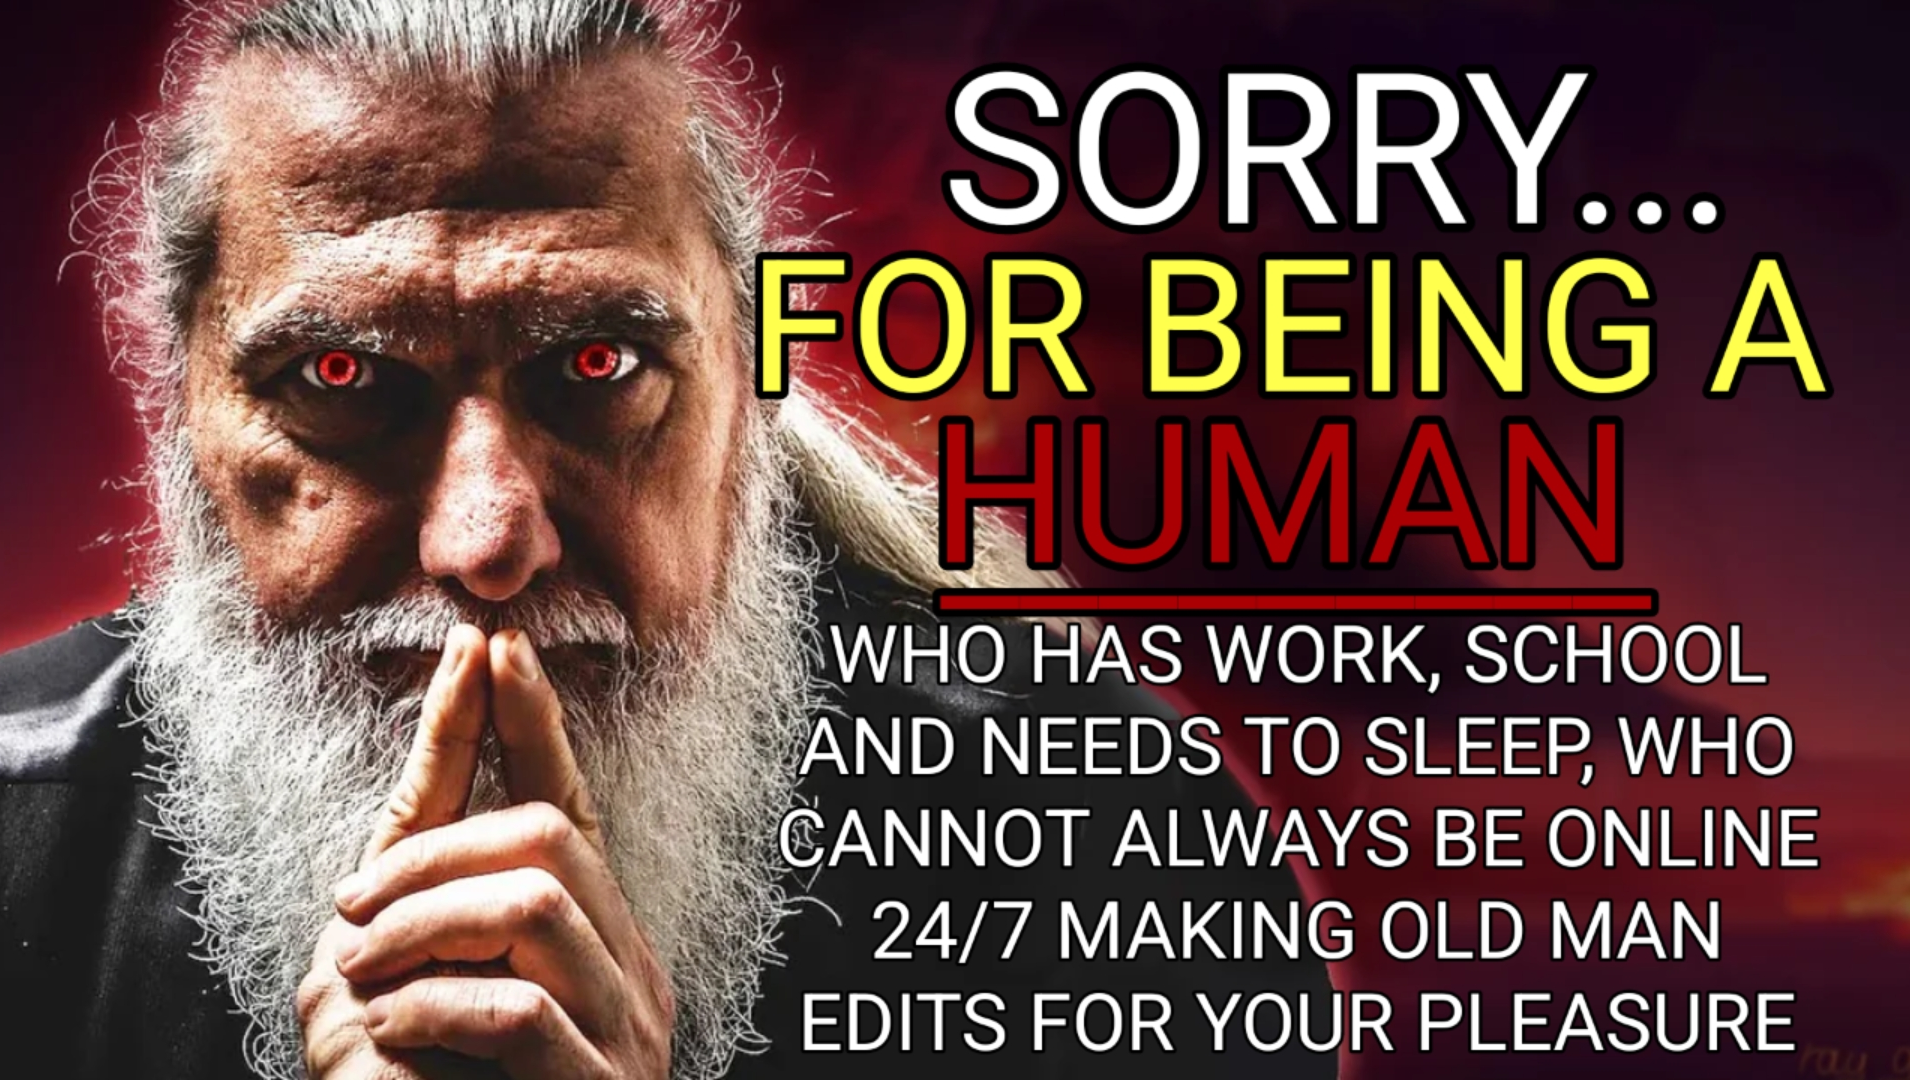 SORRY...
FOR BEING A
HUMAN
WHO HAS WORK, SCHOOL
AND NEEDS TO SLEEP, WHO
CANNOT ALWAYS BE ONLINE
24/7 MAKING OLD MAN
EDITS FOR YOUR PLEASURE
ray